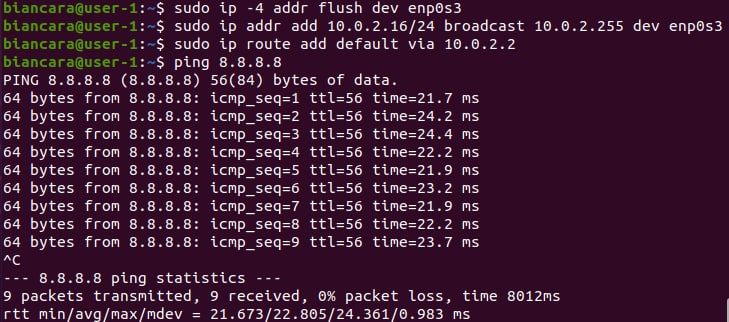 biancara@user-1:~$ sudo ip -4 addr flush dev enp0s3
biancara@user-1:~$ sudo ip addr add 10.0.2.16/24 broadcast 10.0.2.255 dev enp0s3
biancara@user-1:~$ sudo ip route add default via 10.0.2.2
biancara@user-1:~$ ping 8.8.8.8
PING 8.8.8.8 (8.8.8.8) 56(84) bytes of data.
64 bytes from 8.8.8.8: icmp_seq=1 ttl=56 time=21.7 ms
64 bytes from 8.8.8.8: icmp_seq=2 ttl=56 time=24.2 ms
64 bytes from 8.8.8.8: icmp_seq=3 ttl=56 time=24.4 ms
64 bytes from 8.8.8.8: icmp_seq=4 ttl=56 time=22.2 ms
64 bytes from 8.8.8.8: icmp_seq=5 ttl=56 time=21.9 ms
64 bytes from 8.8.8.8: icmp_seq=6 ttl=56 time=23.2 ms
64 bytes from 8.8.8.8: icmp_seq=7 ttl=56 time=21.9 ms
64 bytes from 8.8.8.8: icmp_seq=8 ttl=56 time=22.2 ms
64 bytes from 8.8.8.8: icmp_seq=9 ttl=56 time=23.7 ms
^C
--- 8.8.8.8 ping statistics ---
9 packets transmitted, 9 received, 0% packet loss, time 8012ms
rtt min/avg/max/mdev = 21.673/22.805/24.361/0.983 ms